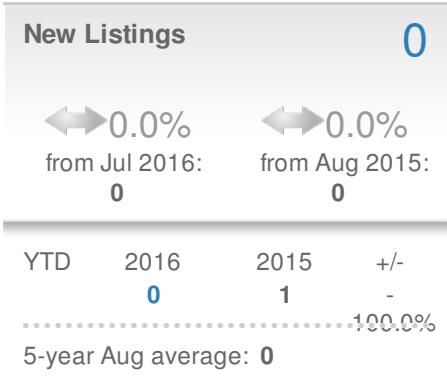 New Listings 0
0.0% 0.0%
from Jul 2016: from Aug 2015:
0 0
YTD 2016 2015 +/-
0 1 -
100.0%
5-year Aug average: 0